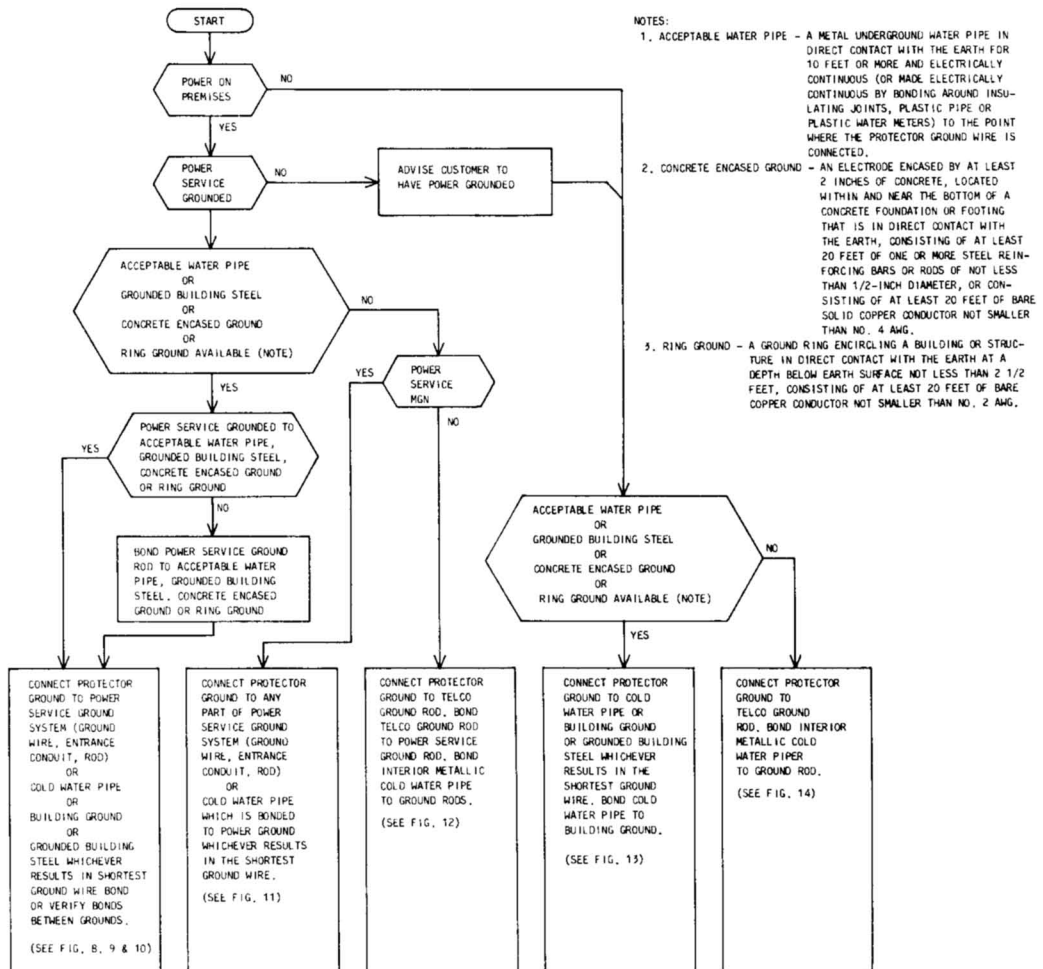 START
POWER ON
PREMISES
NO
YES
POWER
SERVICE
GROUNDED
NO
ADVISE CUSTOMER TO
HAVE POWER GROUNDED
ACCEPTABLE WATER PIPE
OR
GROUNDED BUILDING STEEL
OR
CONCRETE ENCASED GROUND
OR
RING GROUND AVAILABLE (NOTE)
NO
YES
YES
POWER
SERVICE
MGN
NO
POWER SERVICE GROUNDED TO
ACCEPTABLE WATER PIPE,
GROUNDED BUILDING STEEL,
CONCRETE ENCASED GROUND
OR RING GROUND
YES
NO
BOND POWER SERVICE GROUND
ROD TO ACCEPTABLE WATER
PIPE, GROUNDED BUILDING
STEEL, CONCRETE ENCASED
GROUND OR RING GROUND
ACCEPTABLE WATER PIPE
OR
GROUNDED BUILDING STEEL
OR
CONCRETE ENCASED GROUND
OR
RING GROUND AVAILABLE (NOTE)
NO
YES
CONNECT PROTECTOR
GROUND TO POWER
SERVICE GROUND
SYSTEM (GROUND
WIRE, ENTRANCE
CONDUIT, ROD)
OR
COLD WATER PIPE
OR
BUILDING GROUND
OR
GROUNDED BUILDING
STEEL WHICHEVER
RESULTS IN SHORTEST
GROUND WIRE BOND
OR VERIFY BONDS
BETWEEN GROUNDS.
(SEE FIG. 8, 9 & 10)
CONNECT PROTECTOR
GROUND TO ANY
PART OF POWER
SERVICE GROUND
SYSTEM (GROUND
WIRE, ENTRANCE
CONDUIT, ROD)
OR
COLD WATER PIPE
WHICH IS BONDED
TO POWER GROUND
WHICHEVER RESULTS
IN THE SHORTEST
GROUND WIRE.
(SEE FIG. 11)
CONNECT PROTECTOR
GROUND TO TELCO
GROUND ROD. BOND
TELCO GROUND ROD
TO POWER SERVICE
GROUND ROD. BOND
INTERIOR METALLIC
COLD WATER PIPE
TO GROUND RODS.
(SEE FIG. 12)
CONNECT PROTECTOR
GROUND TO COLD
WATER PIPE OR
BUILDING GROUND
OR GROUNDED BUILDING
STEEL WHICHEVER
RESULTS IN THE
SHORTEST GROUND
WIRE. BOND COLD
WATER PIPE TO
BUILDING GROUND.
(SEE FIG. 13)
CONNECT PROTECTOR
GROUND TO
TELCO GROUND
ROD. BOND INTERIOR
METALLIC COLD
WATER PIPER
TO GROUND ROD.
(SEE FIG. 14)
NOTES:
1. ACCEPTABLE WATER PIPE - A METAL UNDERGROUND WATER PIPE IN
DIRECT CONTACT WITH THE EARTH FOR
10 FEET OR MORE AND ELECTRICALLY
CONTINUOUS (OR MADE ELECTRICALLY
CONTINUOUS BY BONDING AROUND INSU-
LATING JOINTS, PLASTIC PIPE OR
PLASTIC WATER METERS) TO THE POINT
WHERE THE PROTECTOR GROUND WIRE IS
CONNECTED.
2. CONCRETE ENCASED GROUND - AN ELECTRODE ENCASED BY AT LEAST
2 INCHES OF CONCRETE, LOCATED
WITHIN AND NEAR THE BOTTOM OF A
CONCRETE FOUNDATION OR FOOTING
THAT IS IN DIRECT CONTACT WITH
THE EARTH, CONSISTING OF AT LEAST
20 FEET OF ONE OR MORE STEEL REIN-
FORCING BARS OR RODS OF NOT LESS
THAN 1/2-INCH DIAMETER, OR CON-
SISTING OF AT LEAST 20 FEET OF BARE
SOLID COPPER CONDUCTOR NOT SMALLER
THAN NO. 4 AWG.
3. RING GROUND - A GROUND RING ENCIRCLING A BUILDING OR STRUC-
TURE IN DIRECT CONTACT WITH THE EARTH AT A
DEPTH BELOW EARTH SURFACE NOT LESS THAN 2 1/2
FEET, CONSISTING OF AT LEAST 20 FEET OF BARE
COPPER CONDUCTOR NOT SMALLER THAN NO. 2 AWG.